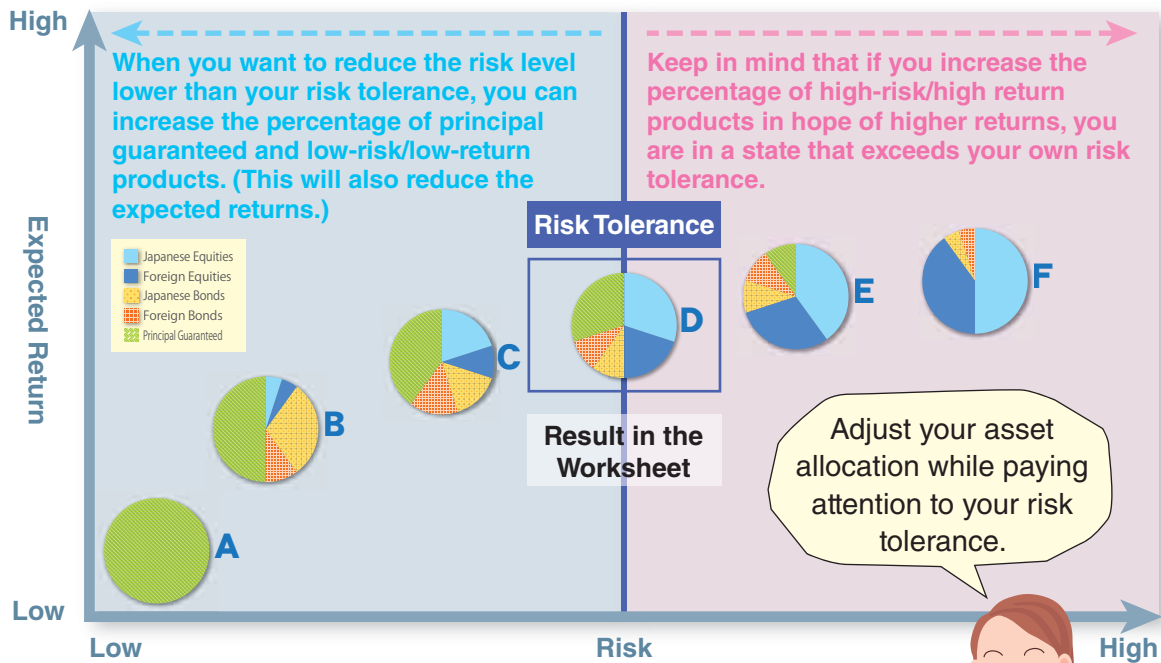 High
When you want to reduce the risk level
lower than your risk tolerance, you can
increase the percentage of principal
guaranteed and low-risk/low-return
products. (This will also reduce the
expected returns.)
Keep in mind that if you increase the
percentage of high-risk/high return
products in hope of higher returns, you
are in a state that exceeds your own risk
tolerance.
Risk Tolerance
Expected Return
Japanese Equities
Foreign Equities
Japanese Bonds
Foreign Bonds
Principal Guaranteed
A
B
C
D
E
F
Result in the
Worksheet
Adjust your asset
allocation while paying
attention to your risk
tolerance.
Low
Low
Risk
High